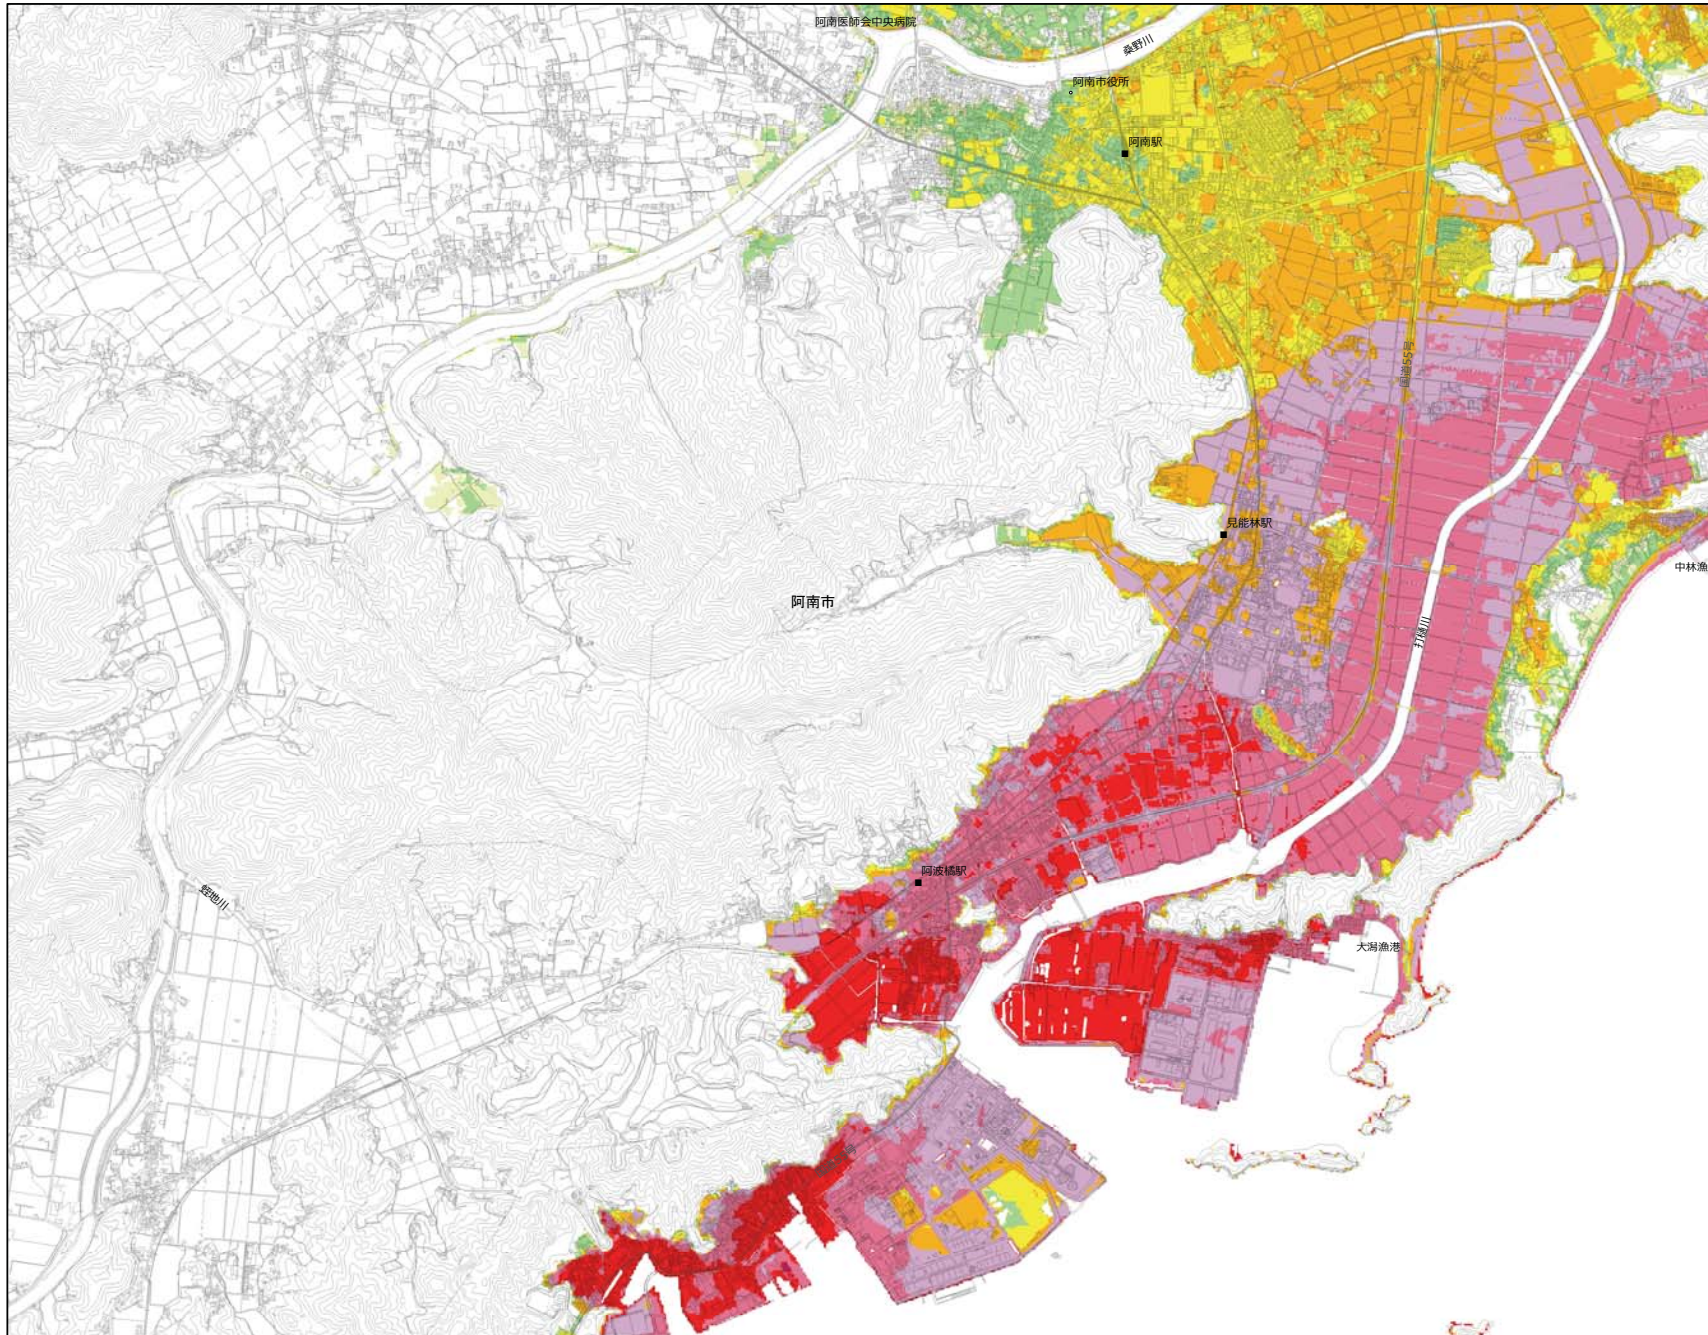 阿南医師会中央病院
桑野川
阿南市役所
阿南駅
国道55号
見能林駅
中林漁
阿南市
打樋川
阿波橘駅
蛭地川
大潟漁港